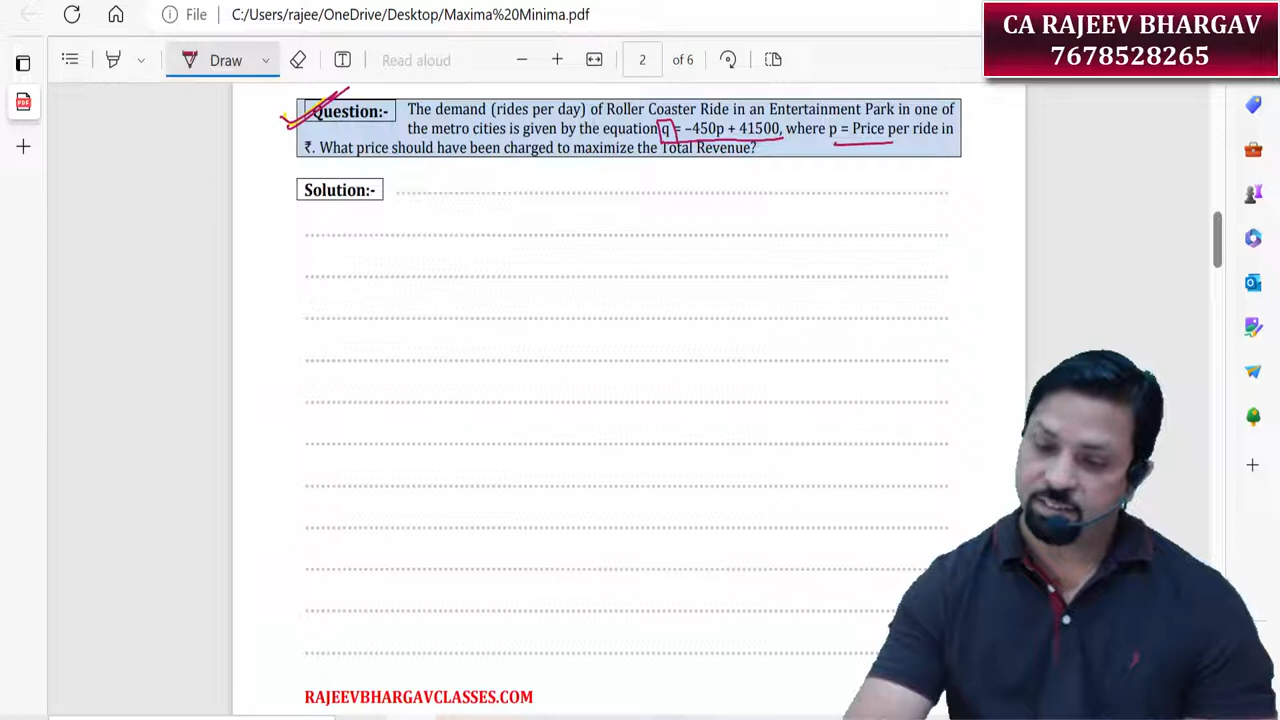 File
C:/Users/rajee/OneDrive/Desktop/Maxima%20Minima.pdf
CA RAJEEV BHARGAV
7678528265
Draw
Read aloud
2
of 6
Question:- The demand (rides per day) of Roller Coaster Ride in an Entertainment Park in one of
the metro cities is given by the equation q = −450p + 41500, where p = Price per ride in
₹. What price should have been charged to maximize the Total Revenue?
Solution:-
RAJEEVBHARGAVCLASSES.COM